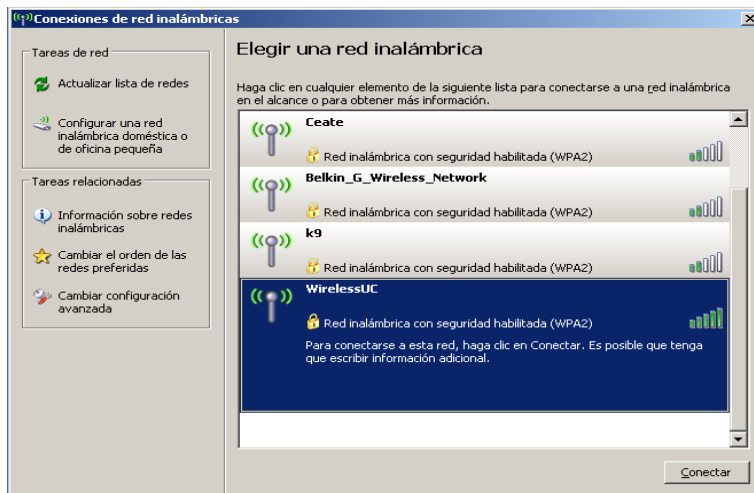 Conexiones de red inalámbricas
Tareas de red
Actualizar lista de redes
Configurar una red
inalámbrica doméstica o
de oficina pequeña
Tareas relacionadas
Información sobre redes
inalámbricas
Cambiar el orden de las
redes preferidas
Cambiar configuración
avanzada
Elegir una red inalámbrica
Haga clic en cualquier elemento de la siguiente lista para conectarse a una red inalámbrica
en el alcance o para obtener más información.
Ceate
Red inalámbrica con seguridad habilitada (WPA2)
Belkin_G_Wireless_Network
Red inalámbrica con seguridad habilitada (WPA2)
k9
Red inalámbrica con seguridad habilitada (WPA2)
WirelessUC
Red inalámbrica con seguridad habilitada (WPA2)
Para conectarse a esta red, haga clic en Conectar. Es posible que tenga
que escribir información adicional.
Conectar